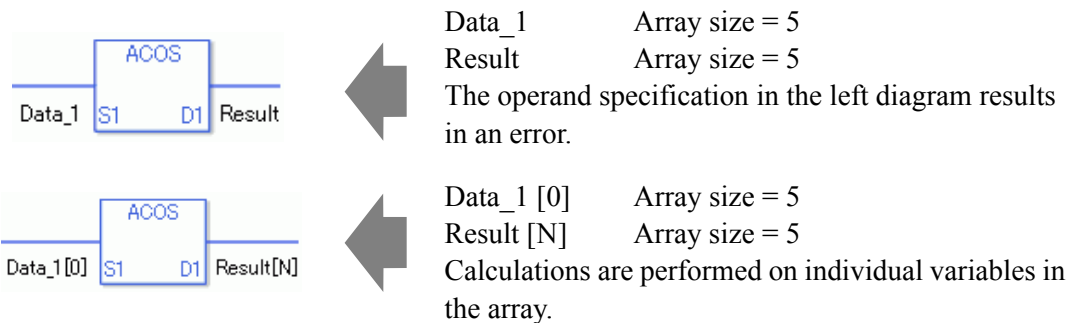 Data_1 Array size = 5
Result Array size = 5
The operand specification in the left diagram results
in an error.
ACOS
Data_1 S1 D1 Result
Data_1 [0] Array size = 5
Result [N] Array size = 5
Calculations are performed on individual variables in
the array.
ACOS
Data_1[0] S1 D1 Result[N]